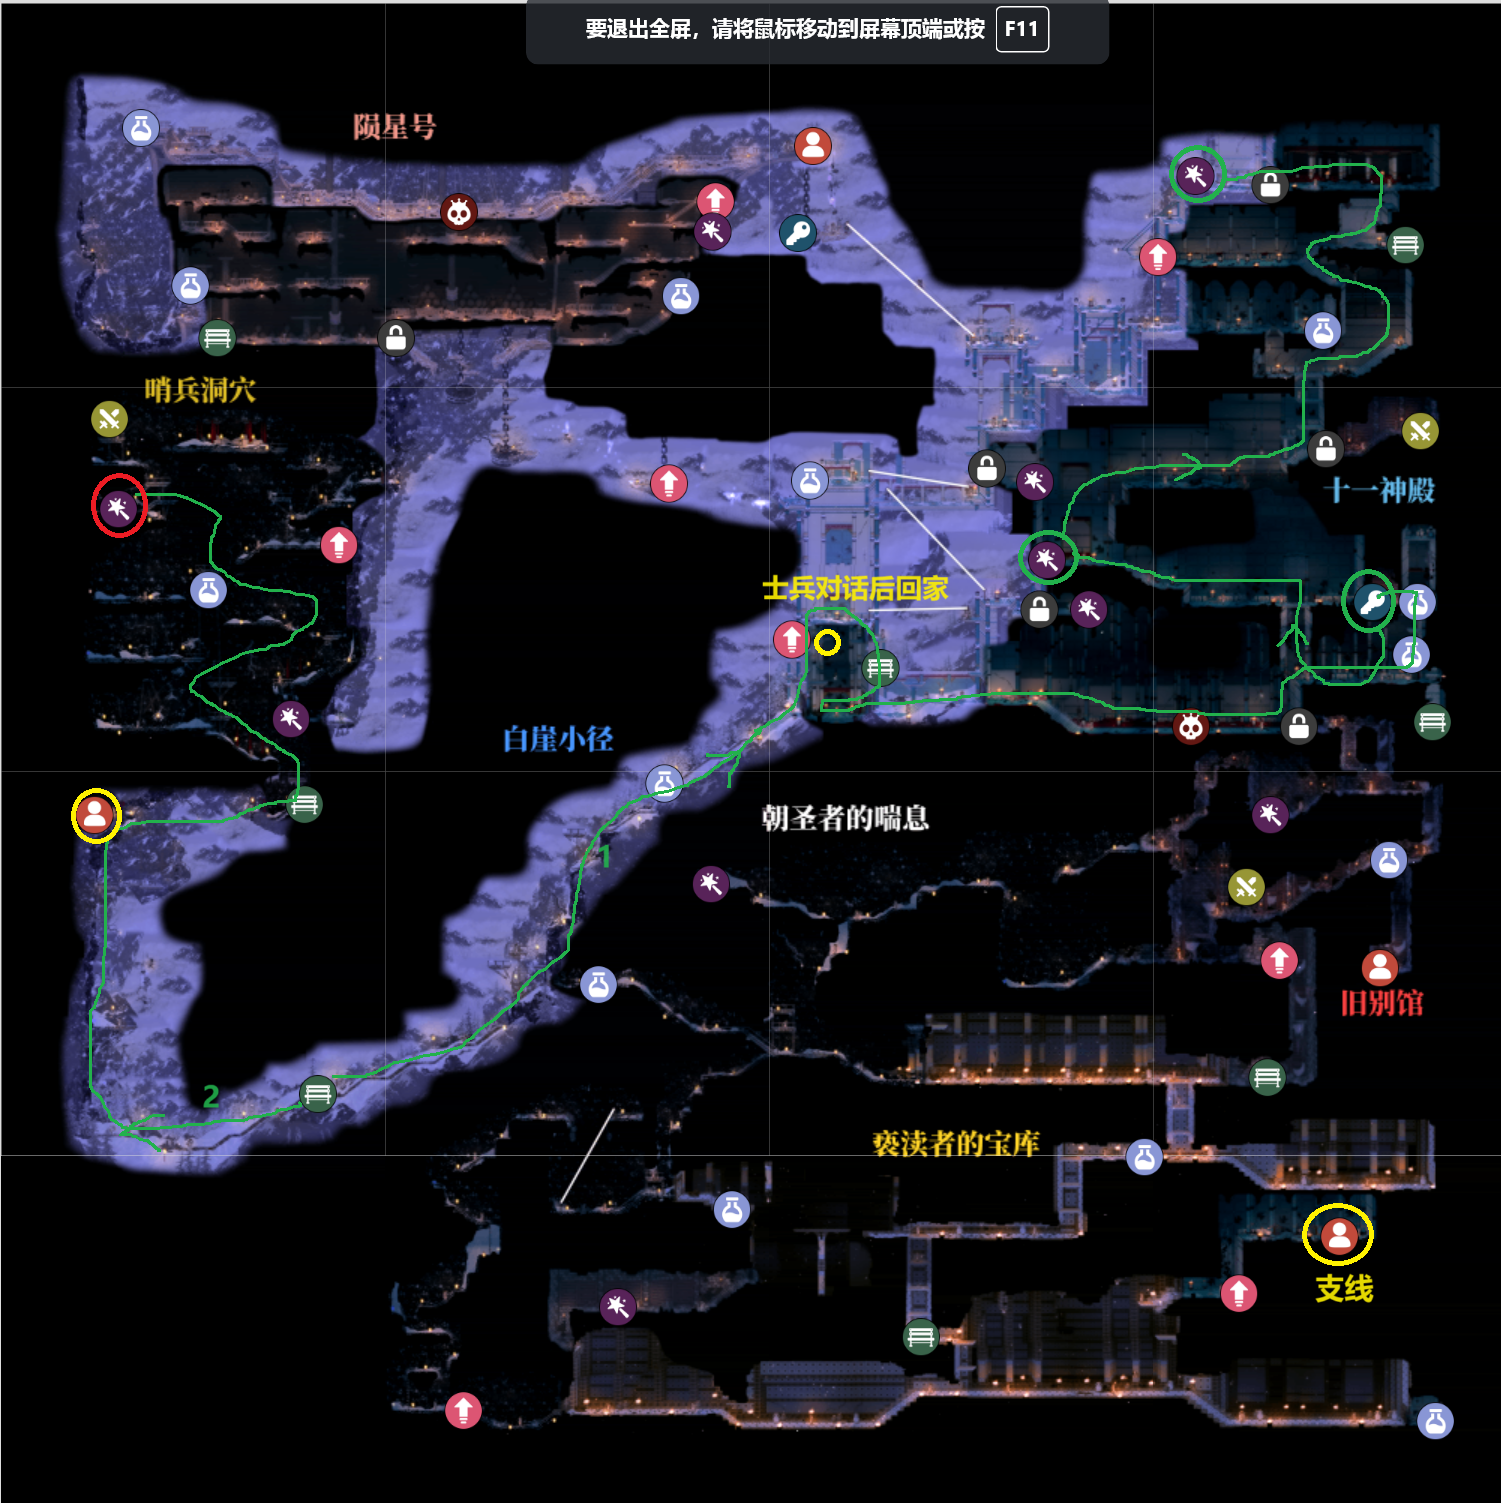 要退出全屏，请将鼠标移动到屏幕顶端或按 F11
陨星号
哨兵洞穴
十一神殿
士兵对话后回家
白崖小径
朝圣者的喘息
1
旧别馆
2
亵渎者的宝库
支线